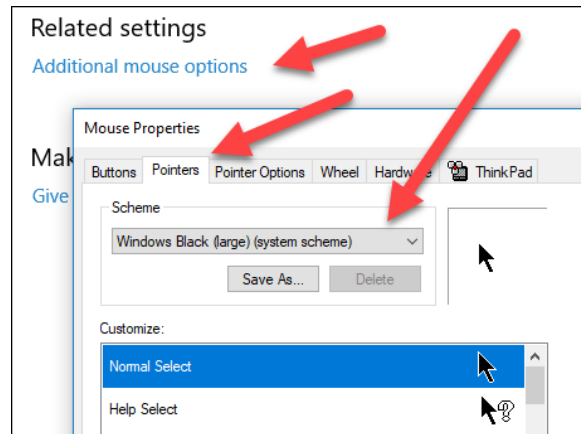 Related settings
Additional mouse options
Mouse Properties
Mak
Give
Buttons Pointers Pointer Options Wheel ThinkPad
Scheme
Windows Black (large) (system scheme)
Save As... Delete
Customize:
Normal Select
Help Select